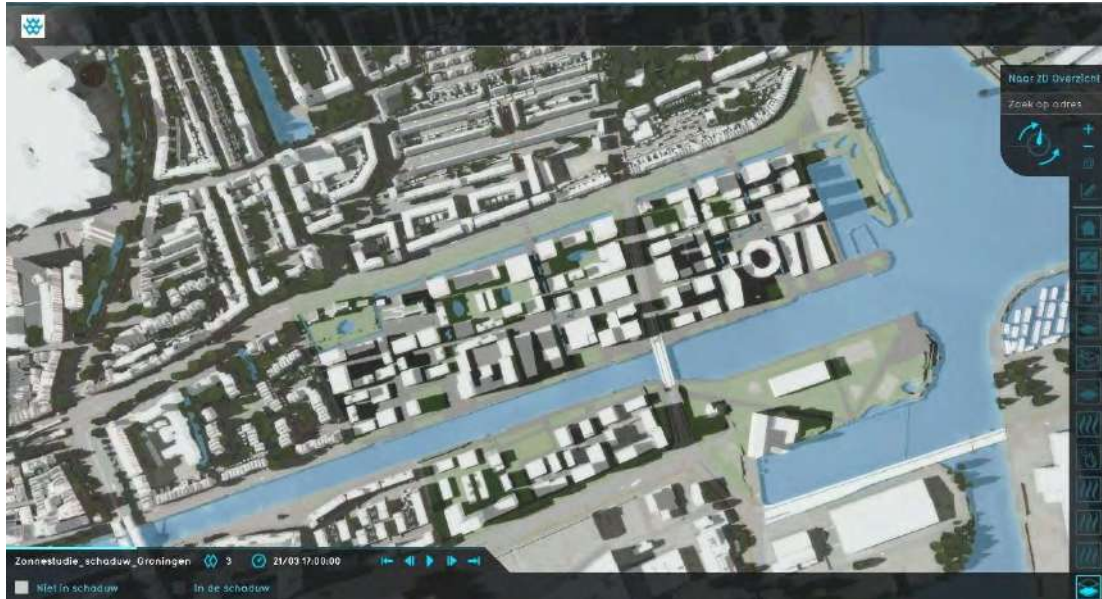 Naar 2D Overzicht
Zoek op adres
Zonnestudie_schaduw_Groningen 3 21/03 17:00:00
Niet in schaduw In de schaduw